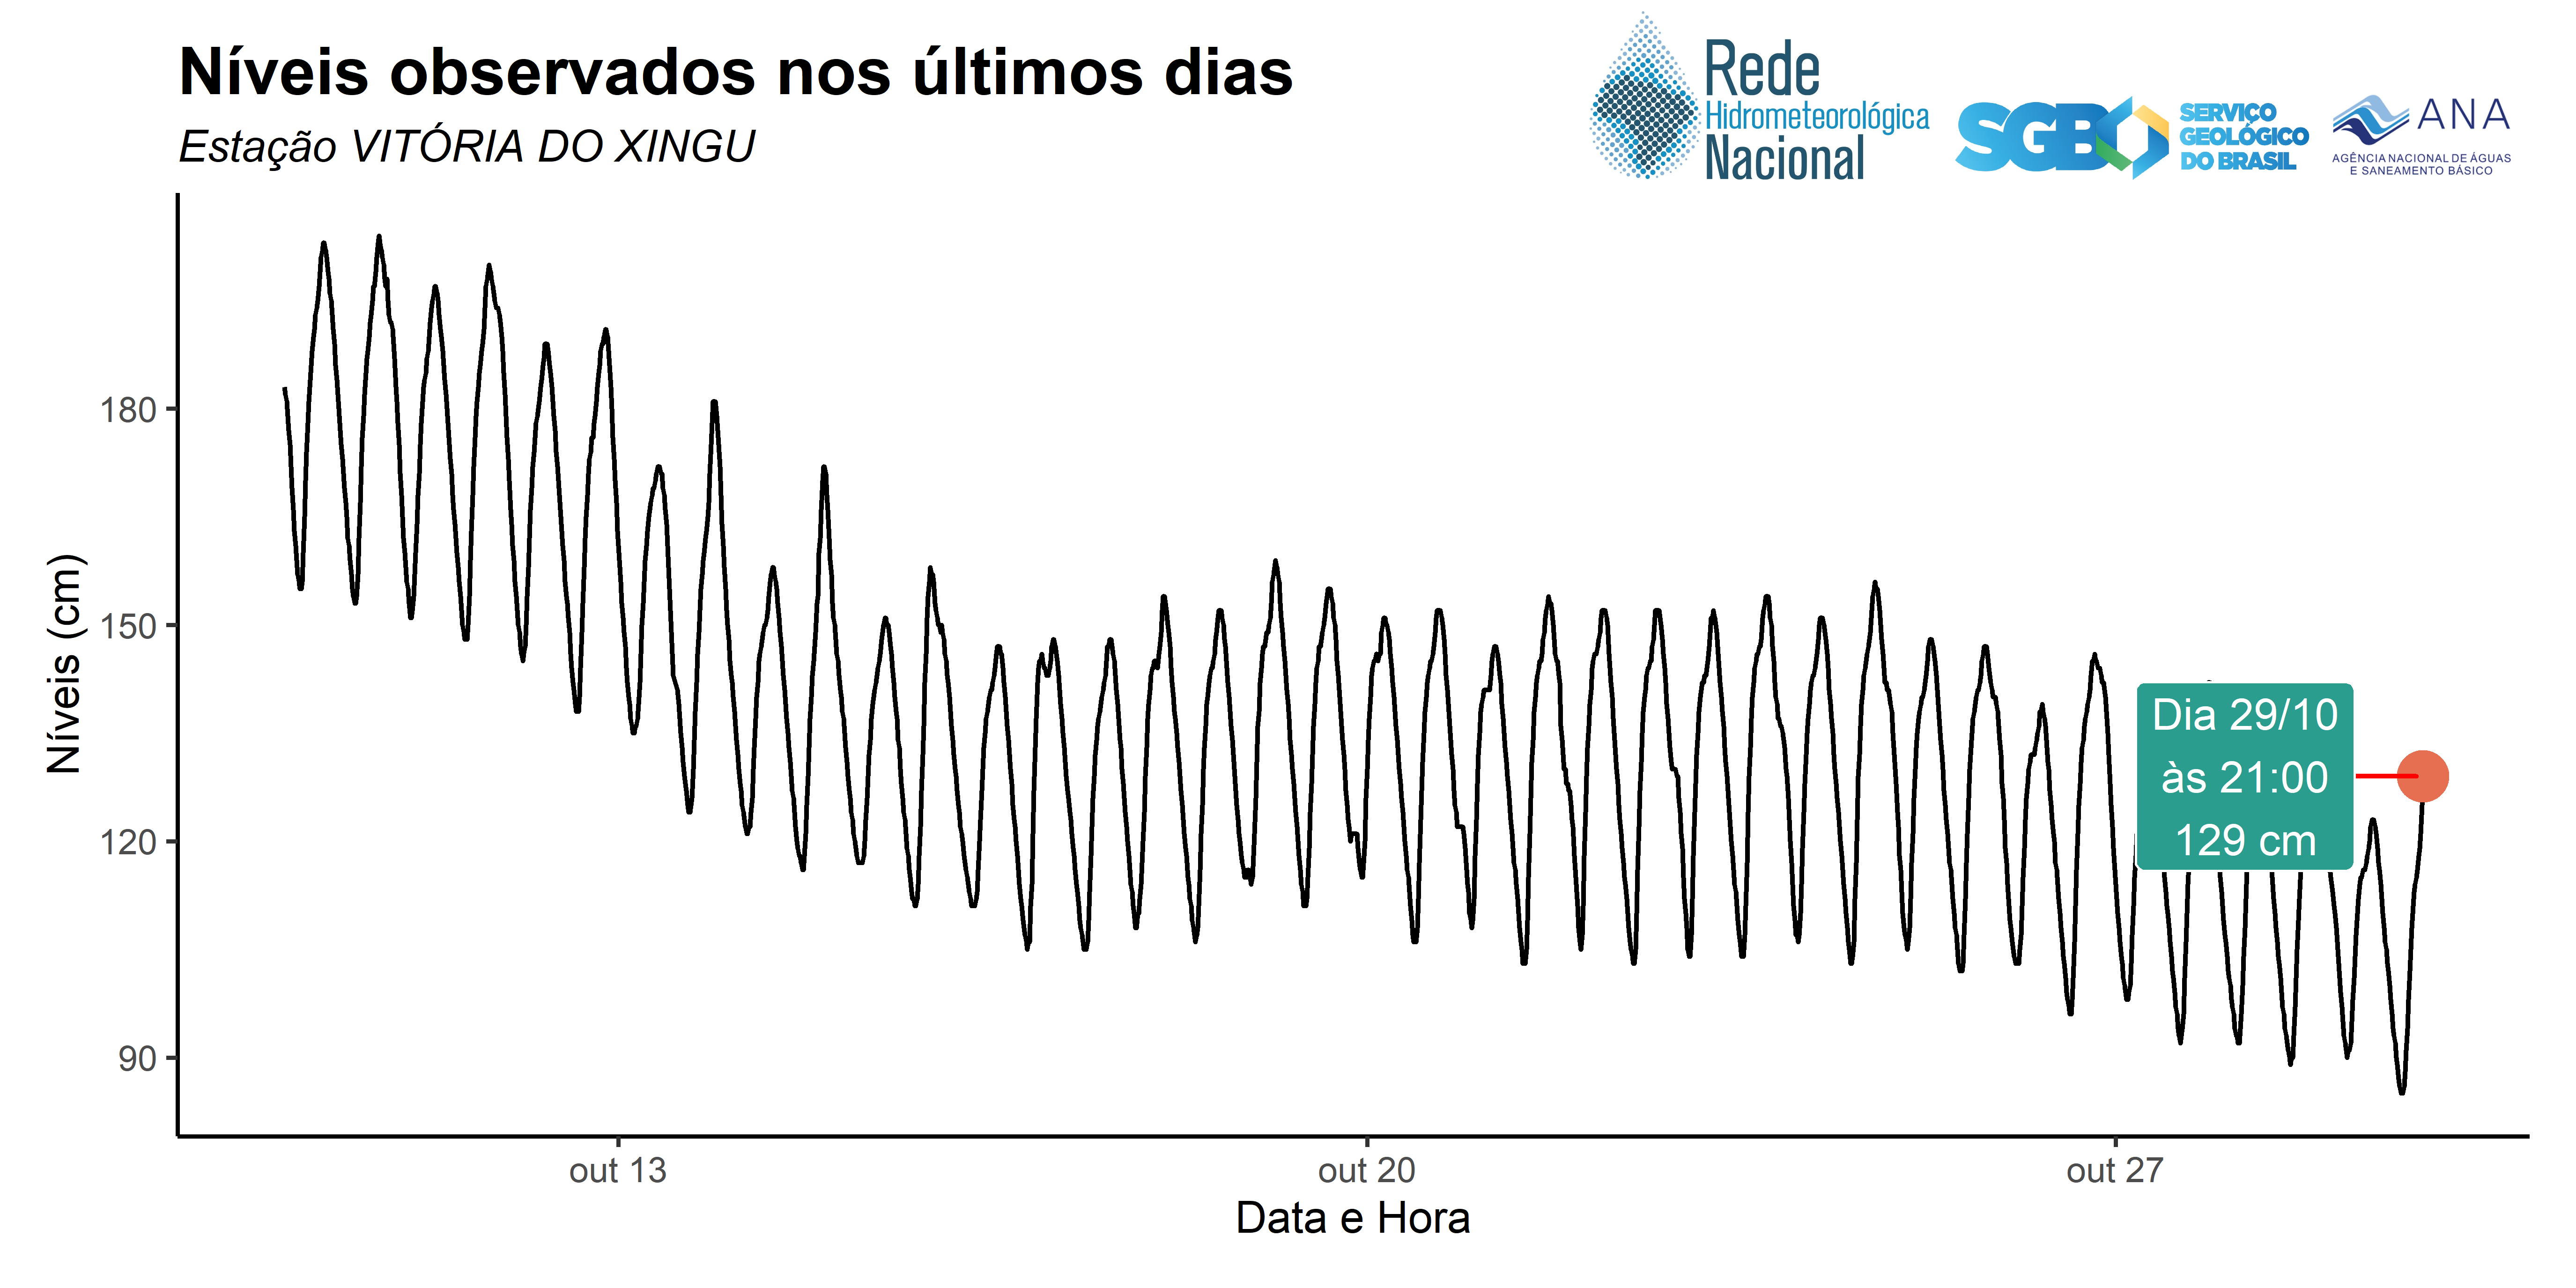 Níveis observados nos últimos dias
Estação VITÓRIA DO XINGU
Rede
Hidrometeorológica
Nacional
SGB
SERVIÇO
GEOLÓGICO
DO BRASIL
ANA
AGÊNCIA NACIONAL DE ÁGUAS
E SANEAMENTO BÁSICO
Níveis (cm)
180
150
120
90
Dia 29/10
às 21:00
129 cm
out 13
out 20
out 27
Data e Hora